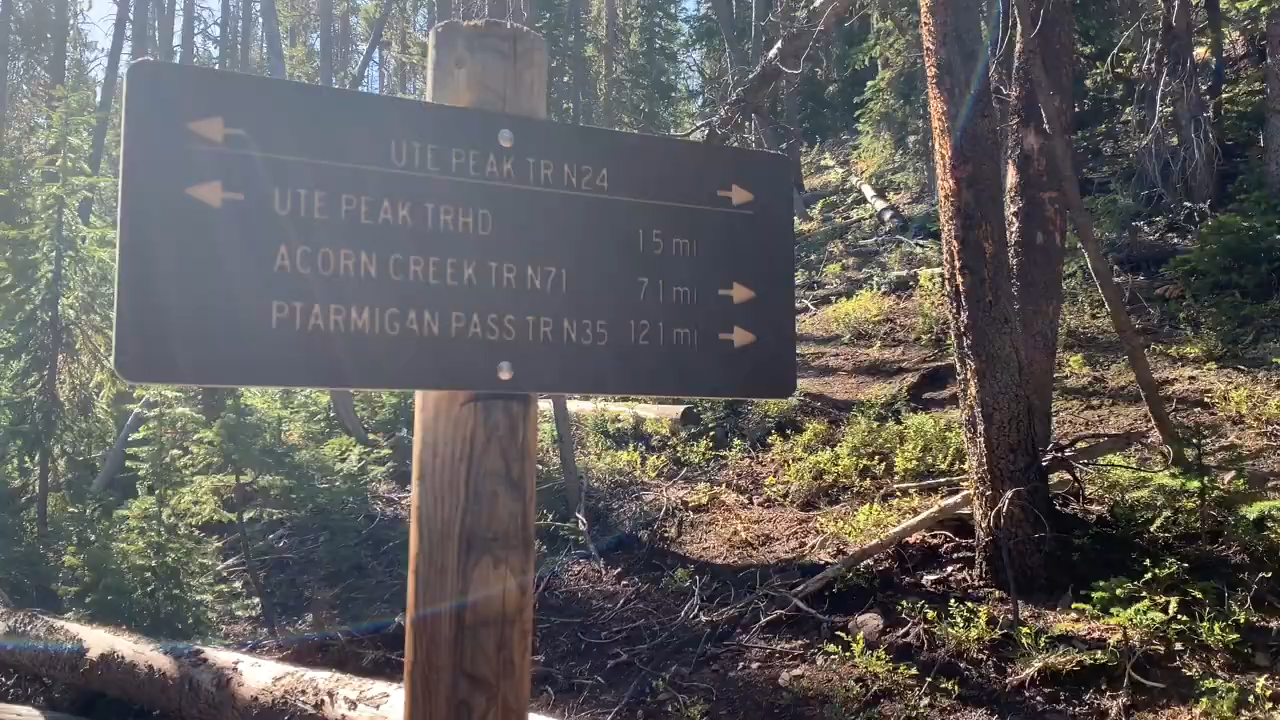 UTE PEAK TR N24
UTE PEAK TRHD 15 mi
ACORN CREEK TR N71 71 mi
PTARMIGAN PASS TR N35 121 mi